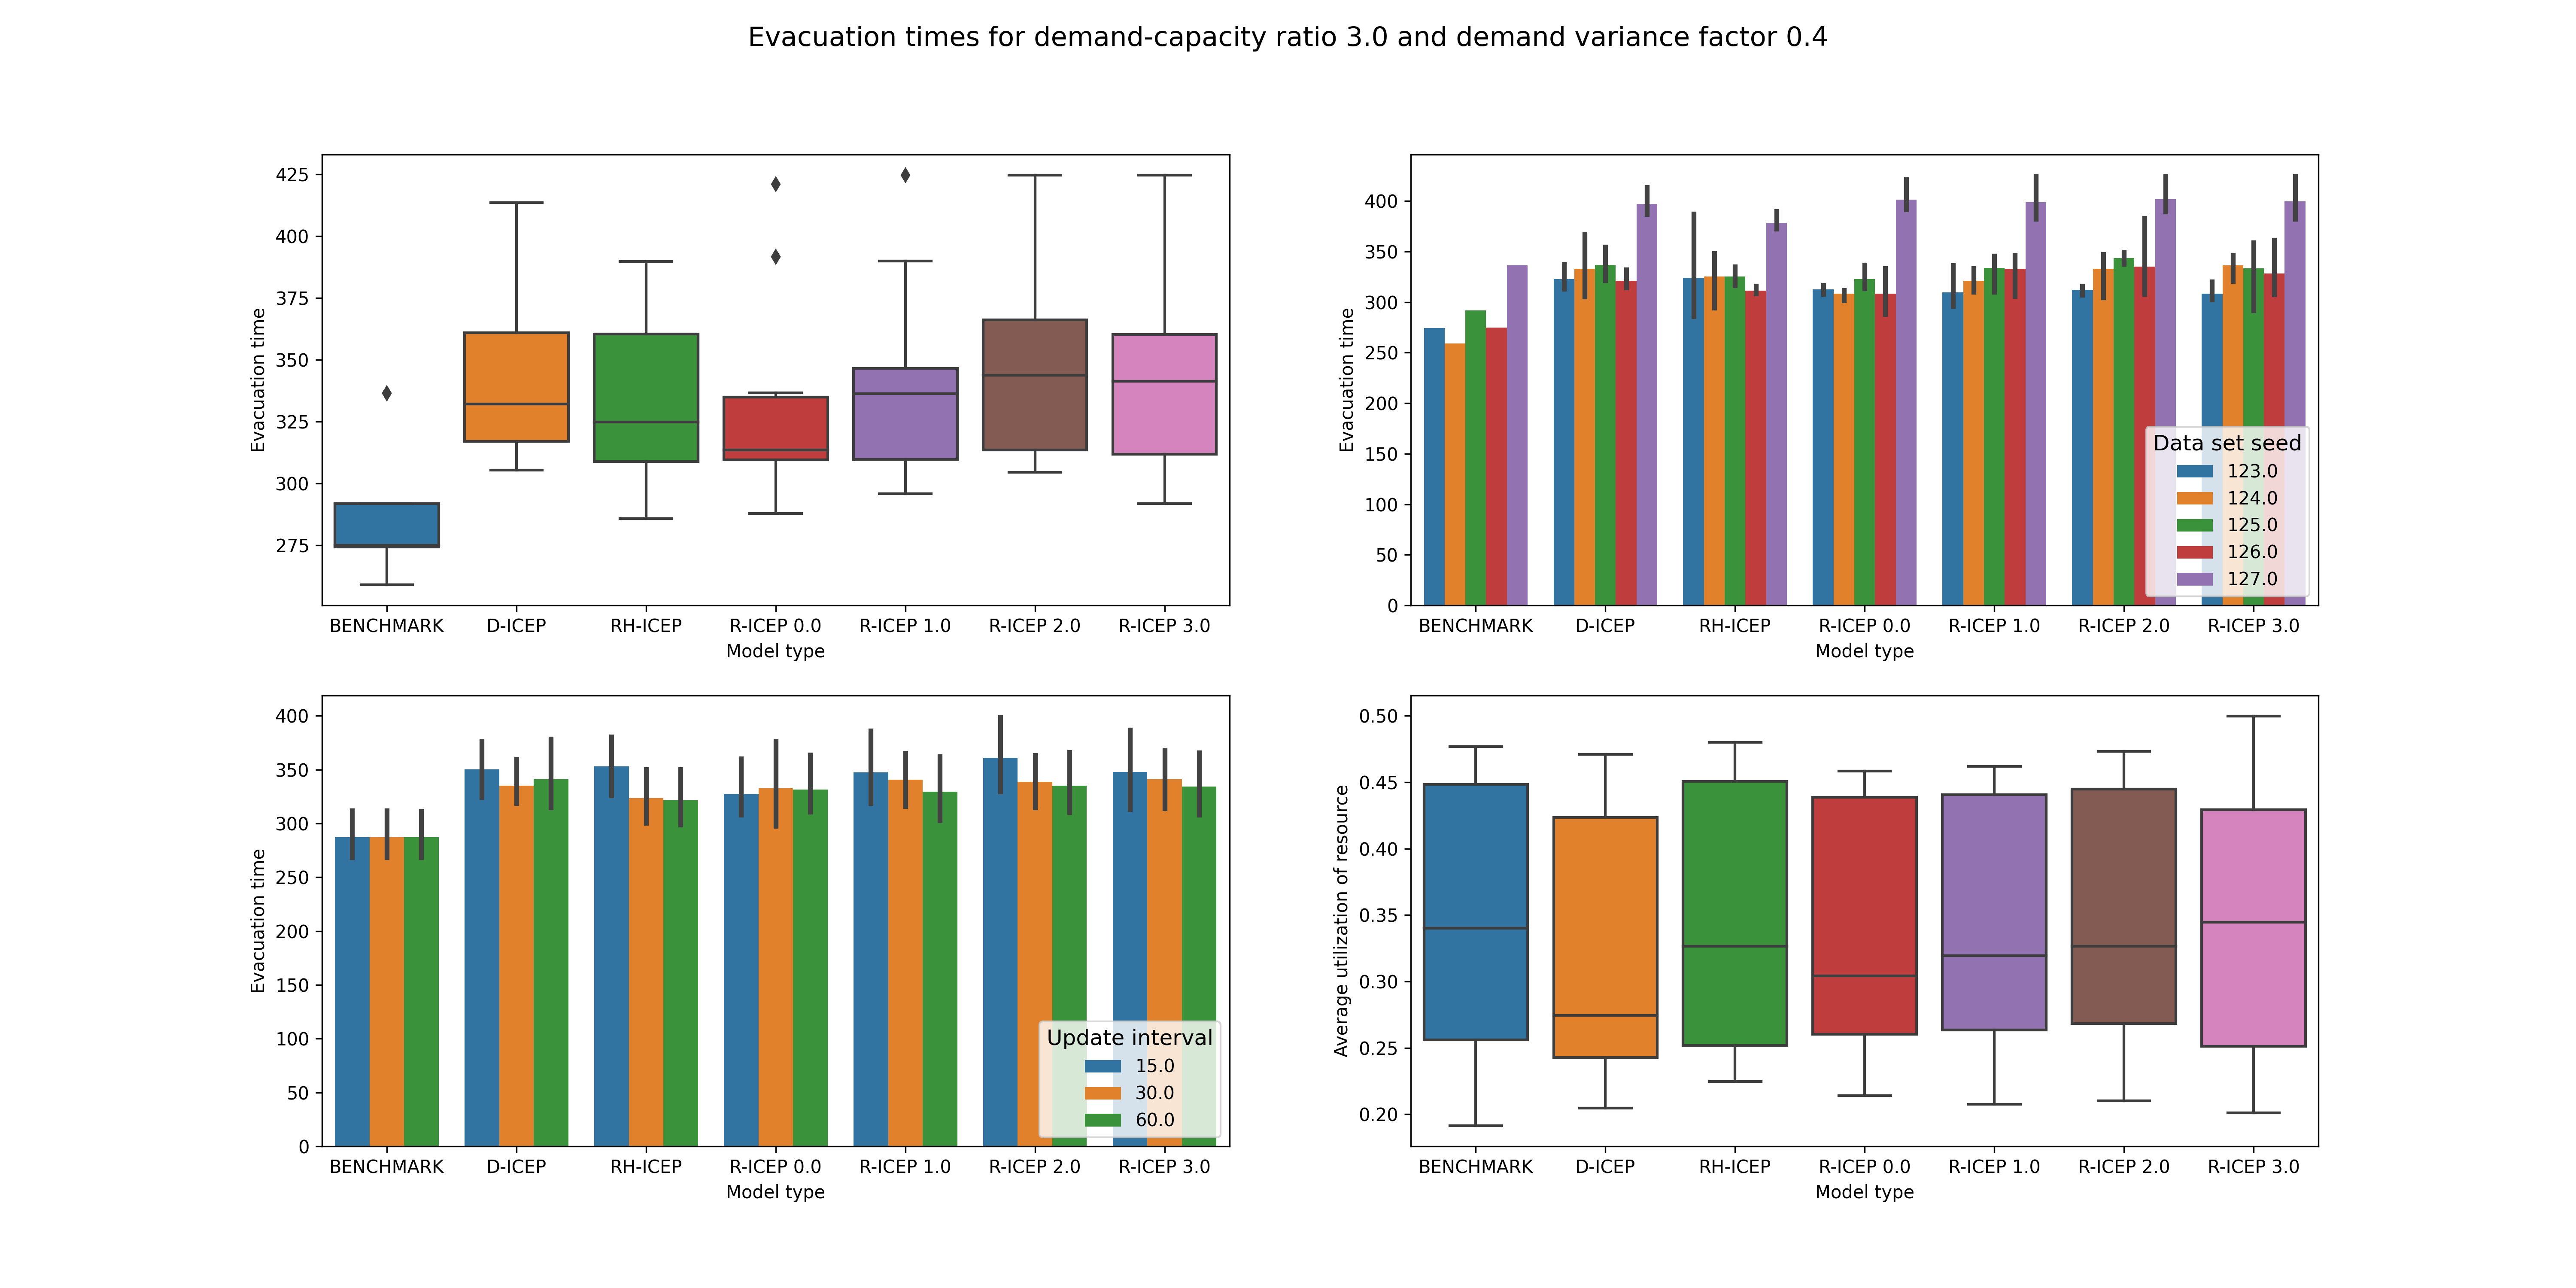 Evacuation times for demand-capacity ratio 3.0 and demand variance factor 0.4
425
400
375
350
325
300
275
Evacuation time
BENCHMARK D-ICEP RH-ICEP R-ICEP 0.0 R-ICEP 1.0 R-ICEP 2.0 R-ICEP 3.0
Model type
400
350
300
250
200
150
100
50
0
Evacuation time
Data set seed
123.0
124.0
125.0
126.0
127.0
BENCHMARK D-ICEP RH-ICEP R-ICEP 0.0 R-ICEP 1.0 R-ICEP 2.0 R-ICEP 3.0
Model type
400
350
300
250
200
150
100
50
0
Evacuation time
Update interval
15.0
30.0
60.0
BENCHMARK D-ICEP RH-ICEP R-ICEP 0.0 R-ICEP 1.0 R-ICEP 2.0 R-ICEP 3.0
Model type
0.50
0.45
0.40
0.35
0.30
0.25
0.20
Average utilization of resource
BENCHMARK D-ICEP RH-ICEP R-ICEP 0.0 R-ICEP 1.0 R-ICEP 2.0 R-ICEP 3.0
Model type